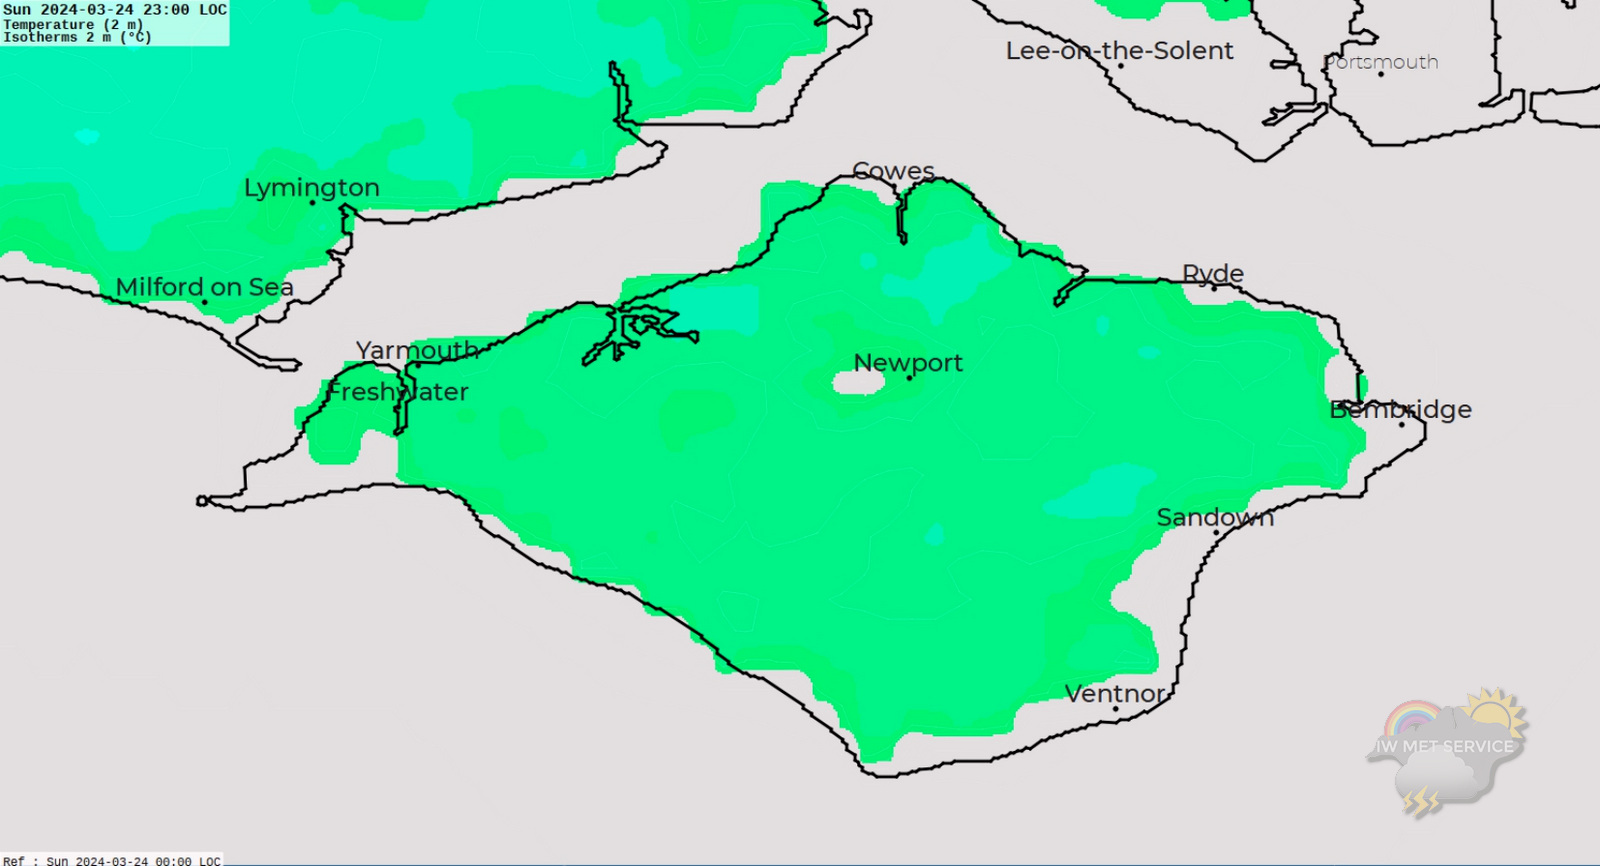 Sun 2024-03-24 23:00 LOC
Temperature (2 m)
Isotherms 2 m (°C)
Lee-on-the-Solent
Portsmouth
Cowes
Lymington
Ryde
Milford on Sea
Yarmouth
Newport
Freshwater
Bembridge
Sandown
Ventnor
IW MET SERVICE
Ref : Sun 2024-03-24 00:00 LOC